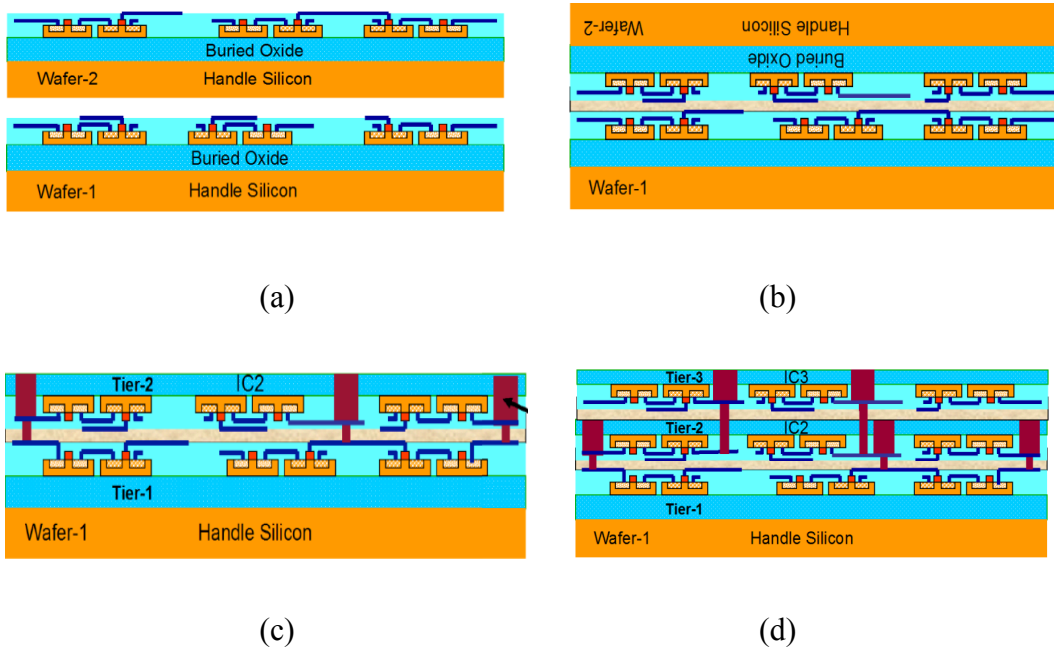 Buried Oxide
Wafer-2 Handle Silicon
Buried Oxide
Wafer-1 Handle Silicon
(a)
Wafer-2 Handle Silicon
Buried Oxide
Wafer-1
(b)
Tier-2 IC2
Tier-1
Wafer-1 Handle Silicon
(c)
Tier-3 IC3
Tier-2 IC2
Tier-1
Wafer-1 Handle Silicon
(d)